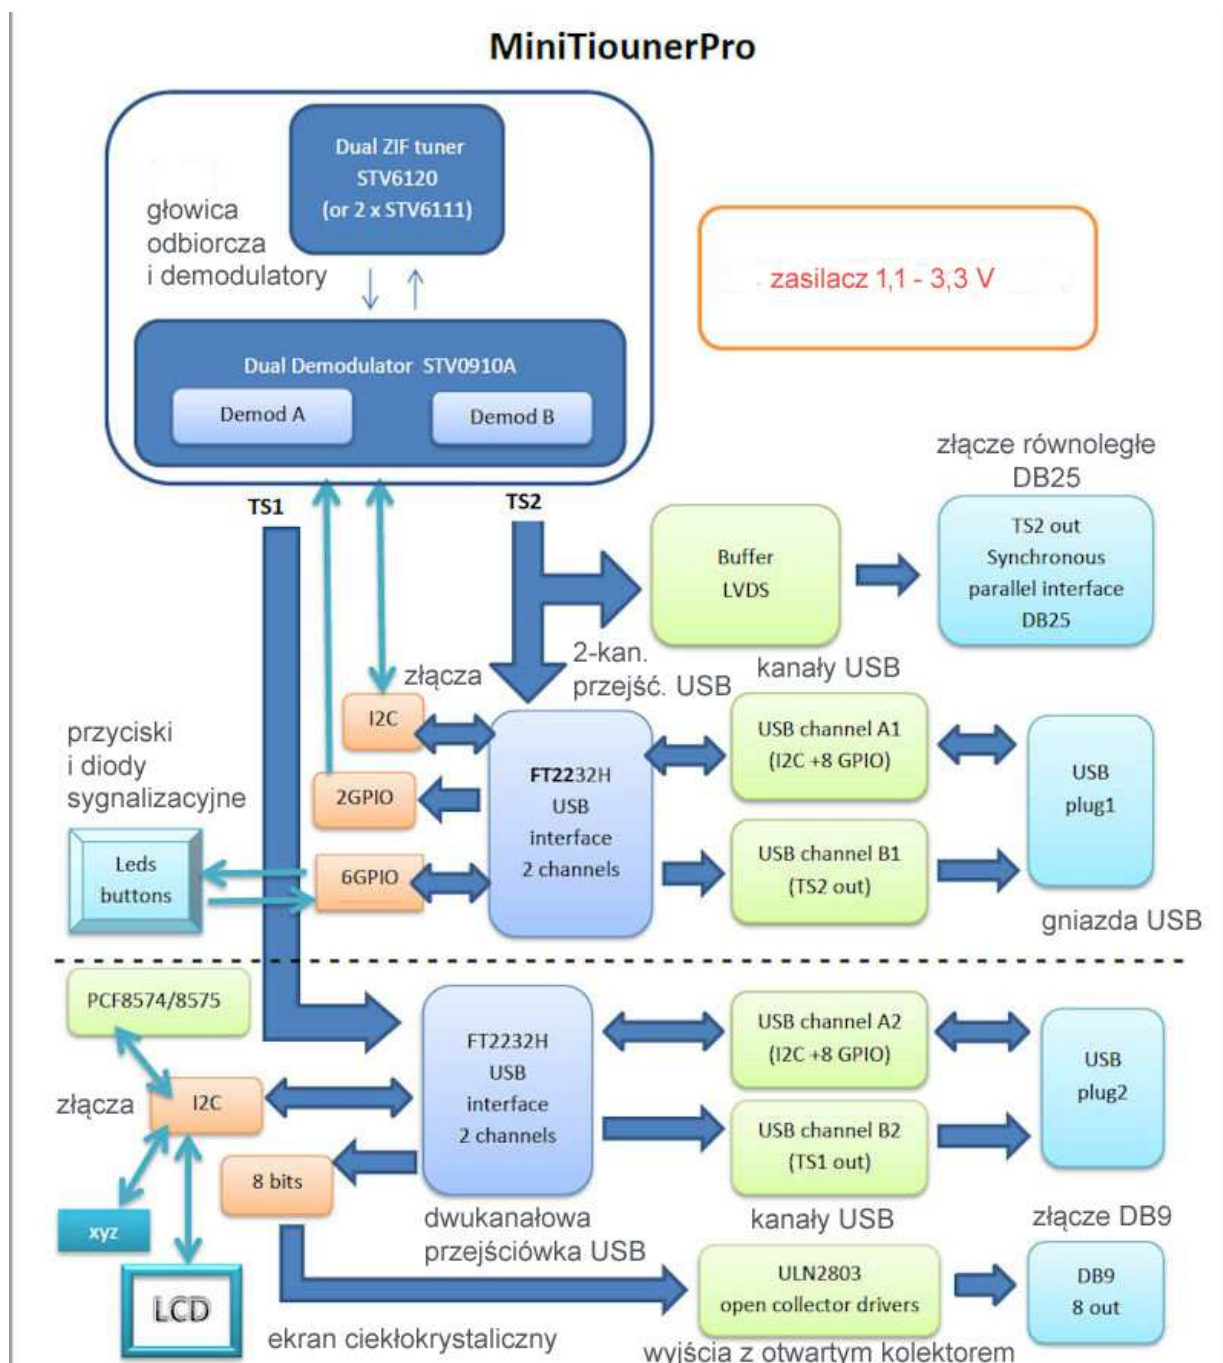 MiniTiounerPro
Dual ZIF tuner
STV6120
(or 2 x STV6111)
głowica
odbiorcza
i demodulatory
zasilacz 1,1 - 3,3 V
Dual Demodulator STV0910A
Demod A
Demod B
TS1
TS2
złącze równoległe
DB25
Buffer
LVDS
TS2 out
Synchronous
parallel interface
DB25
złącza
2-kan.
przejść. USB
kanały USB
I2C
przyciski
i diody
sygnalizacyjne
2GPIO
6GPIO
Leds
buttons
FT2232H
USB
interface
2 channels
USB channel A1
(I2C +8 GPIO)
USB channel B1
(TS2 out)
USB
plug1
gniazda USB
PCF8574/8575
złącza
I2C
8 bits
xyz
LCD
ekran ciekłokrystaliczny
FT2232H
USB
interface
2 channels
dwukanałowa
przejściówka USB
USB channel A2
(I2C +8 GPIO)
USB channel B2
(TS1 out)
kanały USB
USB
plug2
złącze DB9
ULN2803
open collector drivers
wyjścia z otwartym kolektorem
DB9
8 out